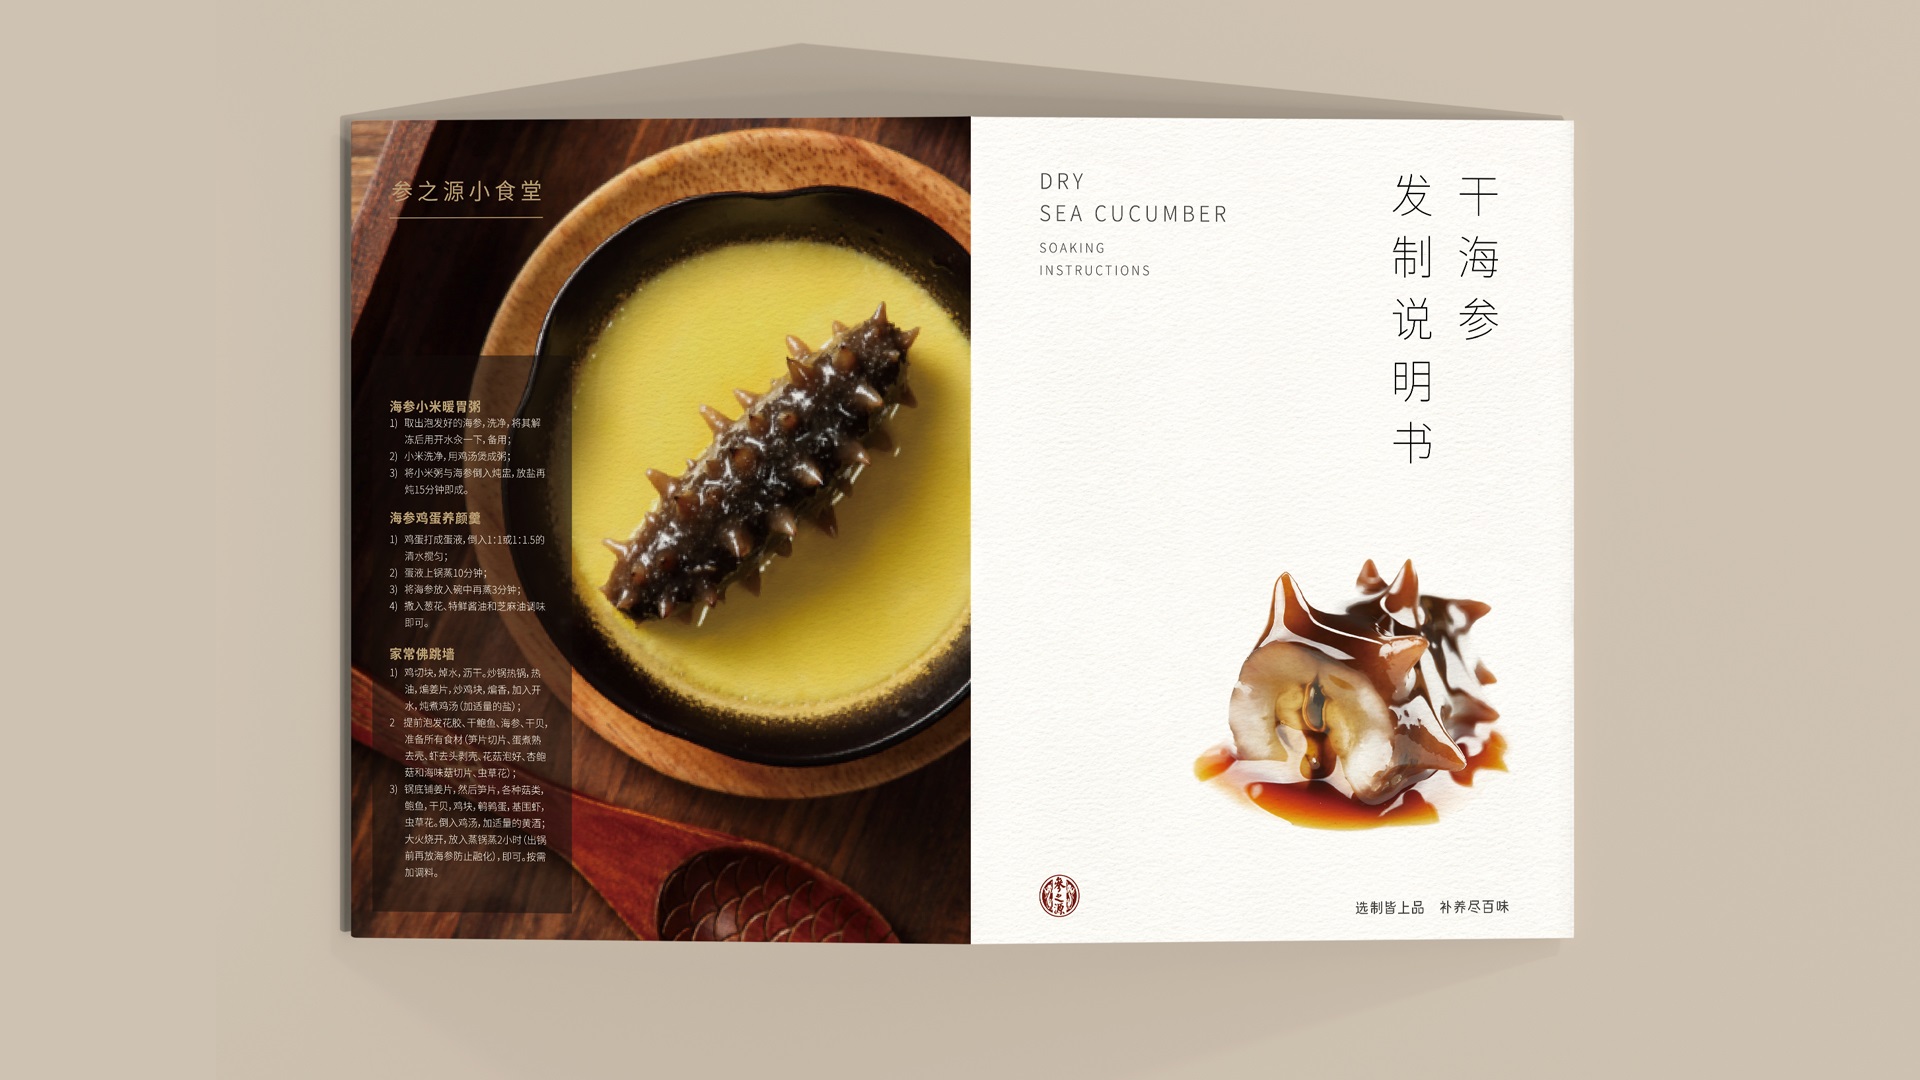 参之源小食堂
海参小米暖胃粥
1) 取出泡发好的海参,洗净,将其解
冻后用开水汆一下,备用;
2) 小米洗净,用鸡汤煲成粥;
3) 将小米粥与海参倒入炖盅,放盐再
炖15分钟即成。
海参鸡蛋养颜羹
1) 鸡蛋打成蛋液,倒入1:1或1:1.5的
清水搅匀;
2) 蛋液上锅蒸10分钟;
3) 将海参放入碗中再蒸3分钟;
4) 撒入葱花、特鲜酱油和芝麻油调味
即可。
家常佛跳墙
1) 鸡切块,焯水,沥干。炒锅热锅,热
油,煸姜片,炒鸡块,煸香,加入开
水,炖煮鸡汤(加适量的盐);
2 提前泡发花胶、干鲍鱼、海参、干贝,
准备所有食材(笋片切片、蛋煮熟
去壳、虾去头剥壳、花菇泡好、杏鲍
菇和海味菇切片、虫草花);
3) 锅底铺姜片,然后笋片,各种菇类,
鲍鱼,干贝,鸡块,鹌鹑蛋,基围虾,
虫草花。倒入鸡汤,加适量的黄酒;
大火烧开,放入蒸锅蒸2小时(出锅
前再放海参防止融化),即可。按需
加调料。
DRY
SEA CUCUMBER
SOAKING
INSTRUCTIONS
干海参
发制说明书
参之源
选制皆上品 补养尽百味